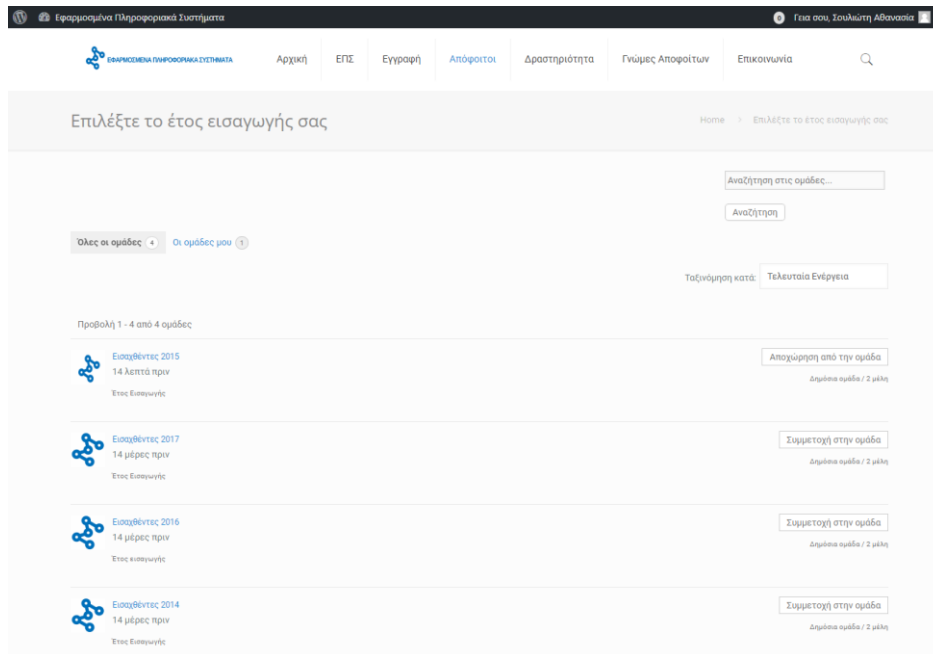 Εφαρμοσμένα Πληροφοριακά Συστήματα
0 Γεια σου, Σουλιώτη Αθανασία
ΕΦΑΡΜΟΣΜΕΝΑ ΠΛΗΡΟΦΟΡΙΑΚΑ ΣΥΣΤΗΜΑΤΑ
Αρχική ΕΠΣ Εγγραφή Απόφοιτοι Δραστηριότητα Γνώμες Αποφοίτων Επικοινωνία
Επιλέξτε το έτος εισαγωγής σας
Home Επιλέξτε το έτος εισαγωγής σας
Αναζήτηση στις ομάδες...
Αναζήτηση
Όλες οι ομάδες 4 Οι ομάδες μου 1
Ταξινόμηση κατά: Τελευταία Ενέργεια
Προβολή 1 - 4 από 4 ομάδες
Εισαχθέντες 2015 Αποχώρηση από την ομάδα
14 λεπτά πριν
Δημόσια ομάδα / 2 μέλη
Έτος Εισαγωγής
Εισαχθέντες 2017 Συμμετοχή στην ομάδα
14 μέρες πριν
Δημόσια ομάδα / 2 μέλη
Έτος Εισαγωγής
Εισαχθέντες 2016 Συμμετοχή στην ομάδα
14 μέρες πριν
Δημόσια ομάδα / 2 μέλη
Έτος κισαγωγής
Εισαχθέντες 2014 Συμμετοχή στην ομάδα
14 μέρες πριν
Δημόσια ομάδα / 2 μέλη
Έτος Εισαγωγής